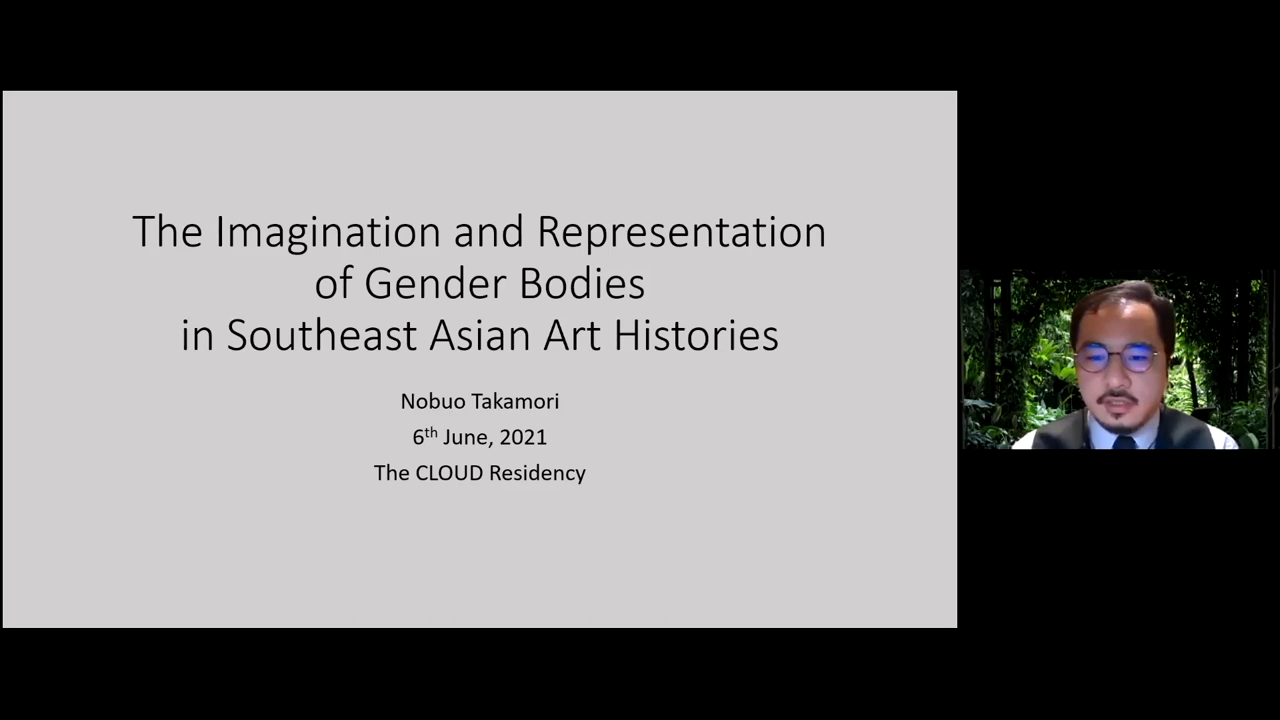 The Imagination and Representation
of Gender Bodies
in Southeast Asian Art Histories
Nobuo Takamori
6th June, 2021
The CLOUD Residency